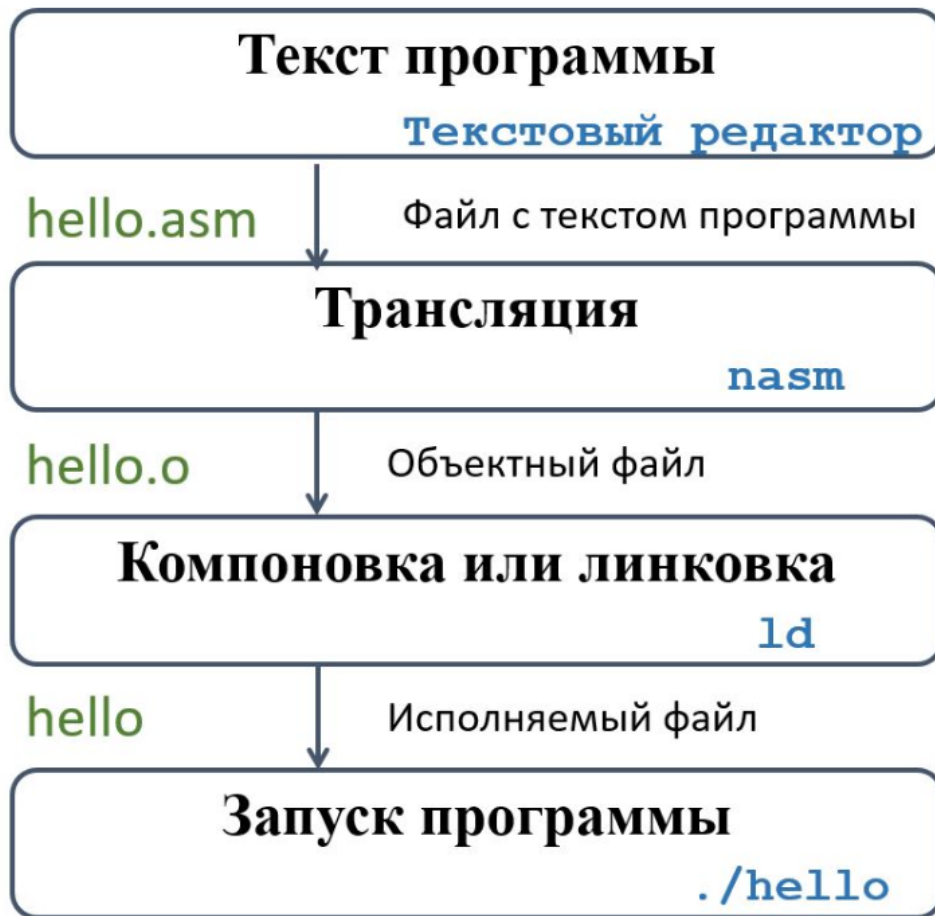 Текст программы
Текстовый редактор
hello.asm Файл с текстом программы
Трансляция
nasm
hello.o Объектный файл
Компоновка или линковка
ld
hello Исполняемый файл
Запуск программы
./hello